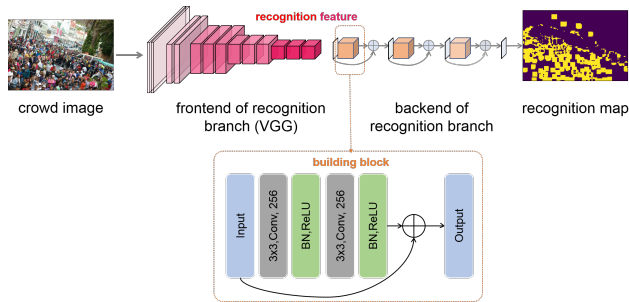 recognition feature
crowd image
frontend of recognition
branch (VGG)
backend of
recognition branch
recognition map
building block
Input
3x3,Conv, 256
BN,ReLU
3x3,Conv, 256
BN,ReLU
Output